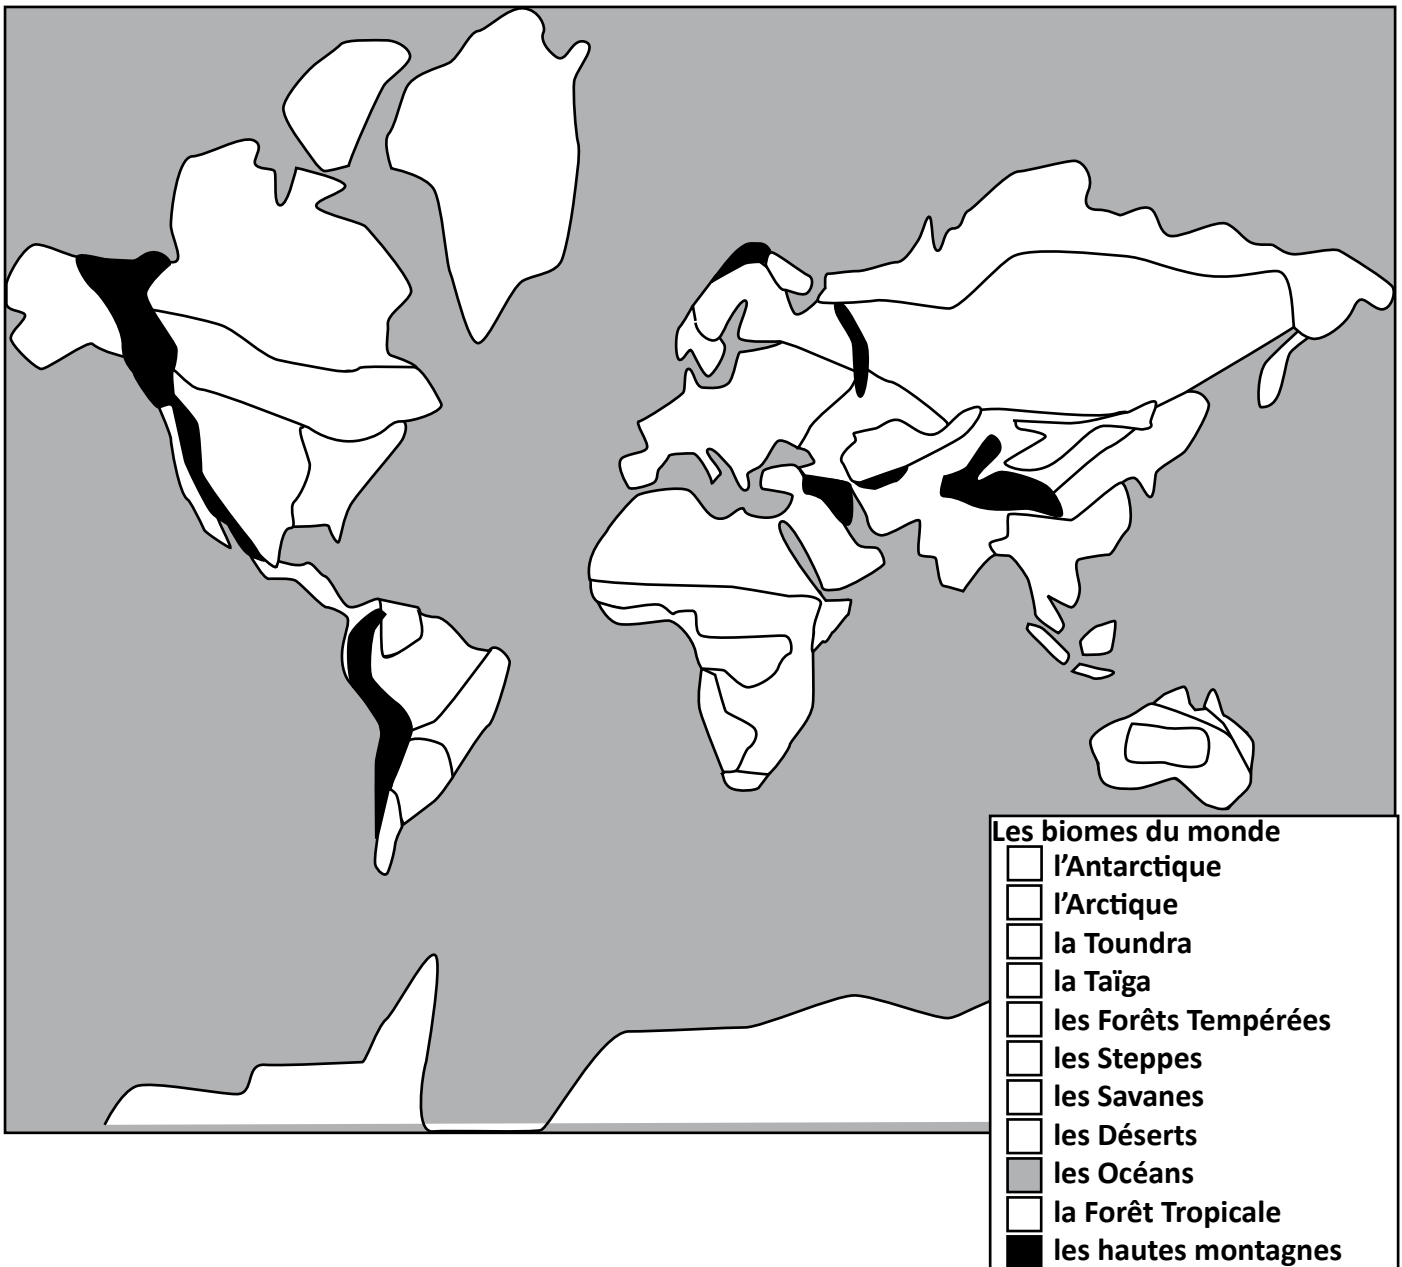 Les biomes du monde
l’Antarctique
l’Arctique
la Toundra
la Taïga
les Forêts Tempérées
les Steppes
les Savanes
les Déserts
les Océans
la Forêt Tropicale
les hautes montagnes